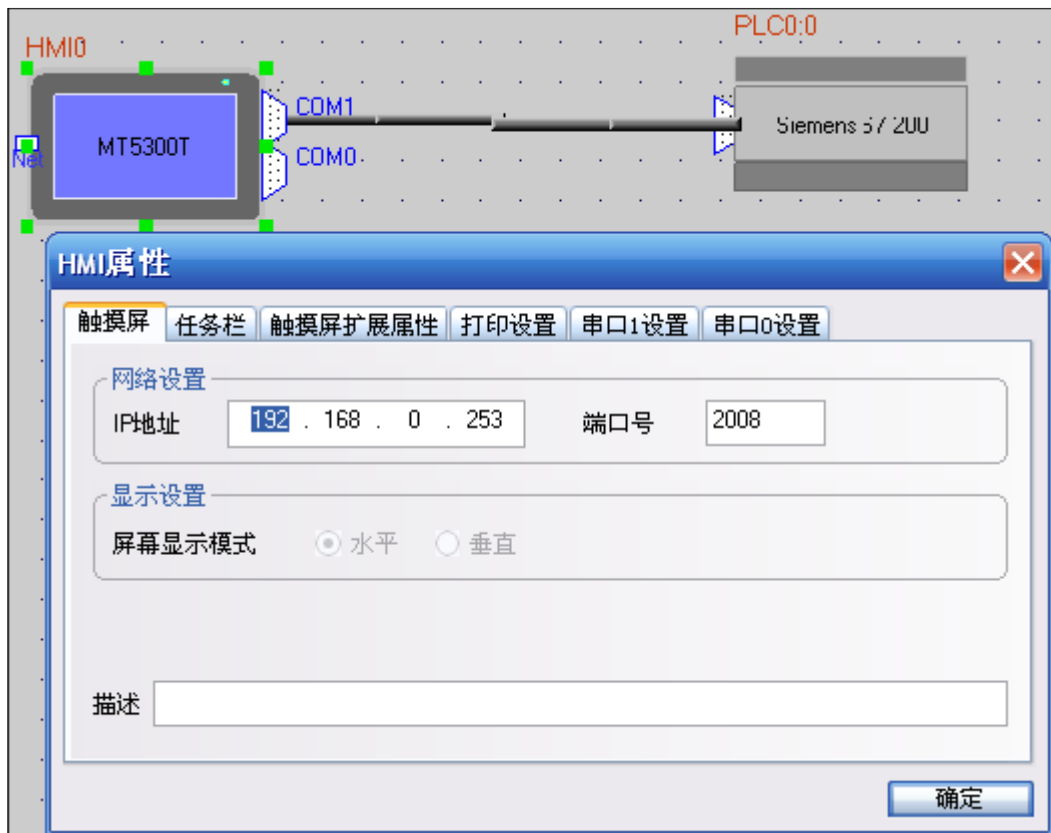 HMI0
PLC0:0
COM1
Siemens S7 200
MT5300T
Net
COM0
HMI属性
触摸屏 任务栏 触摸屏扩展属性 打印设置 串口1设置 串口0设置
网络设置
IP地址 192 . 168 . 0 . 253 端口号 2008
显示设置
屏幕显示模式 水平 垂直
描述
确定